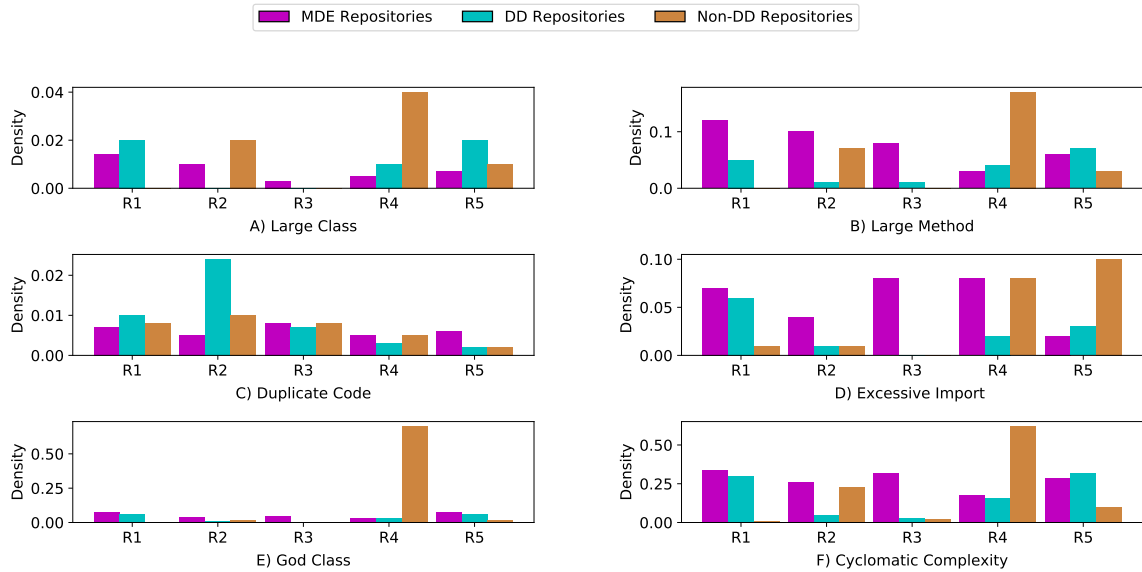 MDE Repositories DD Repositories Non-DD Repositories
0.04
0.02
0.00
Density
R1 R2 R3 R4 R5
A) Large Class
0.1
0.0
Density
R1 R2 R3 R4 R5
B) Large Method
0.02
0.01
0.00
Density
R1 R2 R3 R4 R5
C) Duplicate Code
0.10
0.05
0.00
Density
R1 R2 R3 R4 R5
D) Excessive Import
0.50
0.25
0.00
Density
R1 R2 R3 R4 R5
E) God Class
0.50
0.25
0.00
Density
R1 R2 R3 R4 R5
F) Cyclomatic Complexity